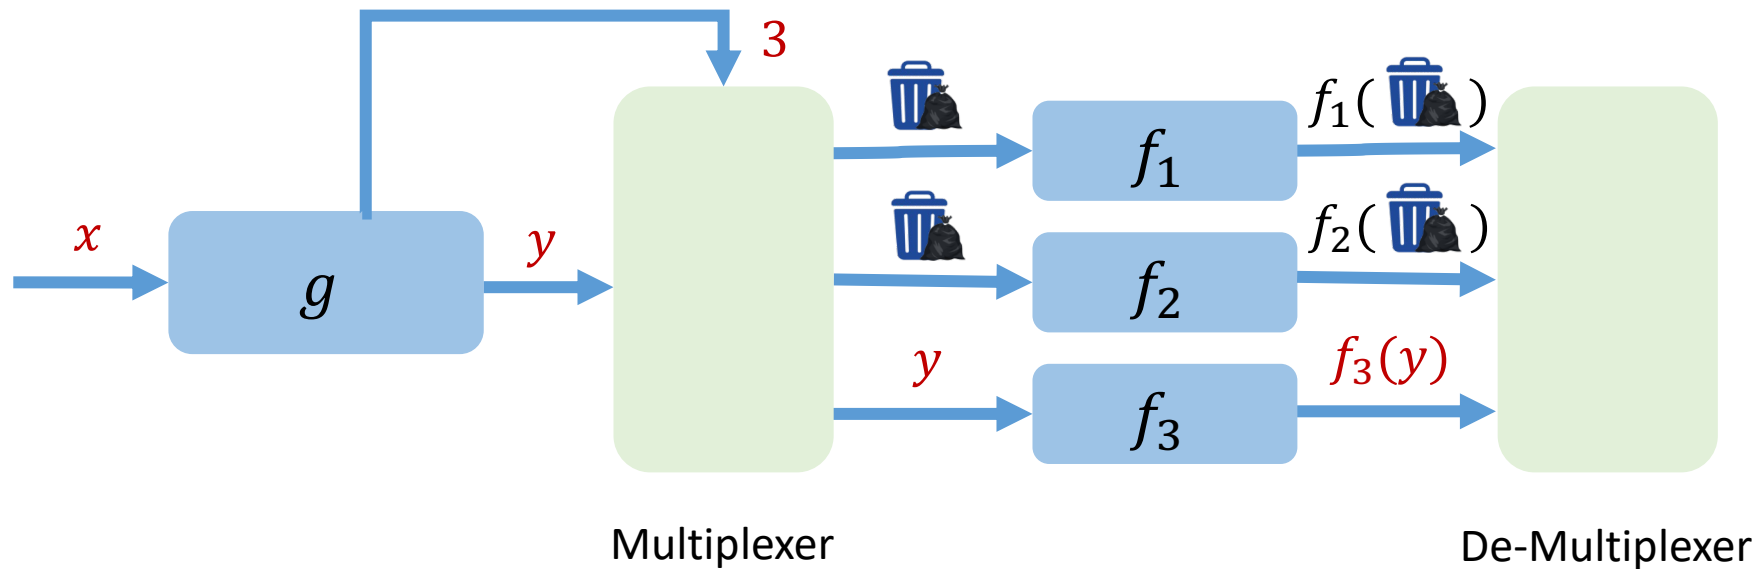 3
x
g
y
f₁
f₁( )
f₂
f₂( )
y
f₃
f₃(y)
Multiplexer
De-Multiplexer